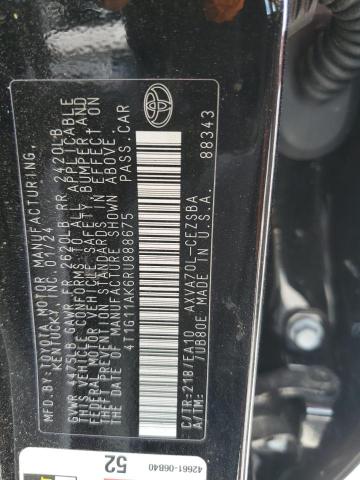 MFD.BY:TOYOTA MOTOR MANUFACTURING,
KENTUCKY, INC. 01/24
GVWR 4475LB GAWR FR 2620LB RR 2420LB
THIS VEHICLE CONFORMS TO ALL APPLICABLE
FEDERAL MOTOR VEHICLE SAFETY, BUMPER, AND
THEFT PREVENTION STANDARDS IN EFFECT ON
THE DATE OF MANUFACTURE SHOWN ABOVE.
4T1G11AK6RU888675 PASS.CAR
C/TR:218/EA10 AXVA70L-CEZSBA
A/TM: /UB80E MADE IN U.S.A.
88343
52
42661-06B40